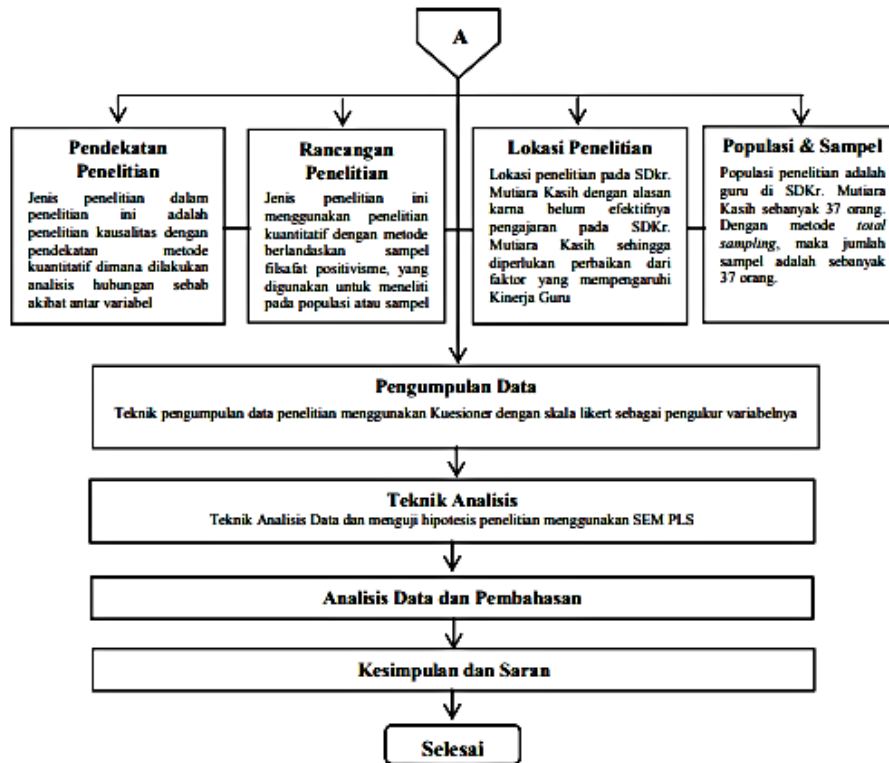 A
Pendekatan
Penelitian
Jenis penelitian dalam
penelitian ini adalah
penelitian kausalitas dengan
pendekatan metode
kuantitatif dimana dilakukan
analisis hubungan sebab
akibat antar variabel
Rancangan
Penelitian
Jenis penelitian ini
menggunakan penelitian
kuantitatif dengan metode
berlandaskan sampel
filsafat positivisme, yang
digunakan untuk meneliti
pada populasi atau sampel
Lokasi Penelitian
Lokasi penelitian pada SDkr.
Mutiara Kasih dengan alasan
karna belum efektifnya
pengajaran pada SDKr.
Mutiara Kasih sehingga
diperlukan perbaikan dari
faktor yang mempengaruhi
Kinerja Guru
Populasi & Sampel
Populasi penelitian adalah
guru di SDKr. Mutiara
Kasih sebanyak 37 orang.
Dengan metode total
sampling, maka jumlah
sampel adalah sebanyak
37 orang.
Pengumpulan Data
Teknik pengumpulan data penelitian menggunakan Kuesioner dengan skala likert sebagai pengukur variabelnya
Teknik Analisis
Teknik Analisis Data dan menguji hipotesis penelitian menggunakan SEM PLS
Analisis Data dan Pembahasan
Kesimpulan dan Saran
Selesai